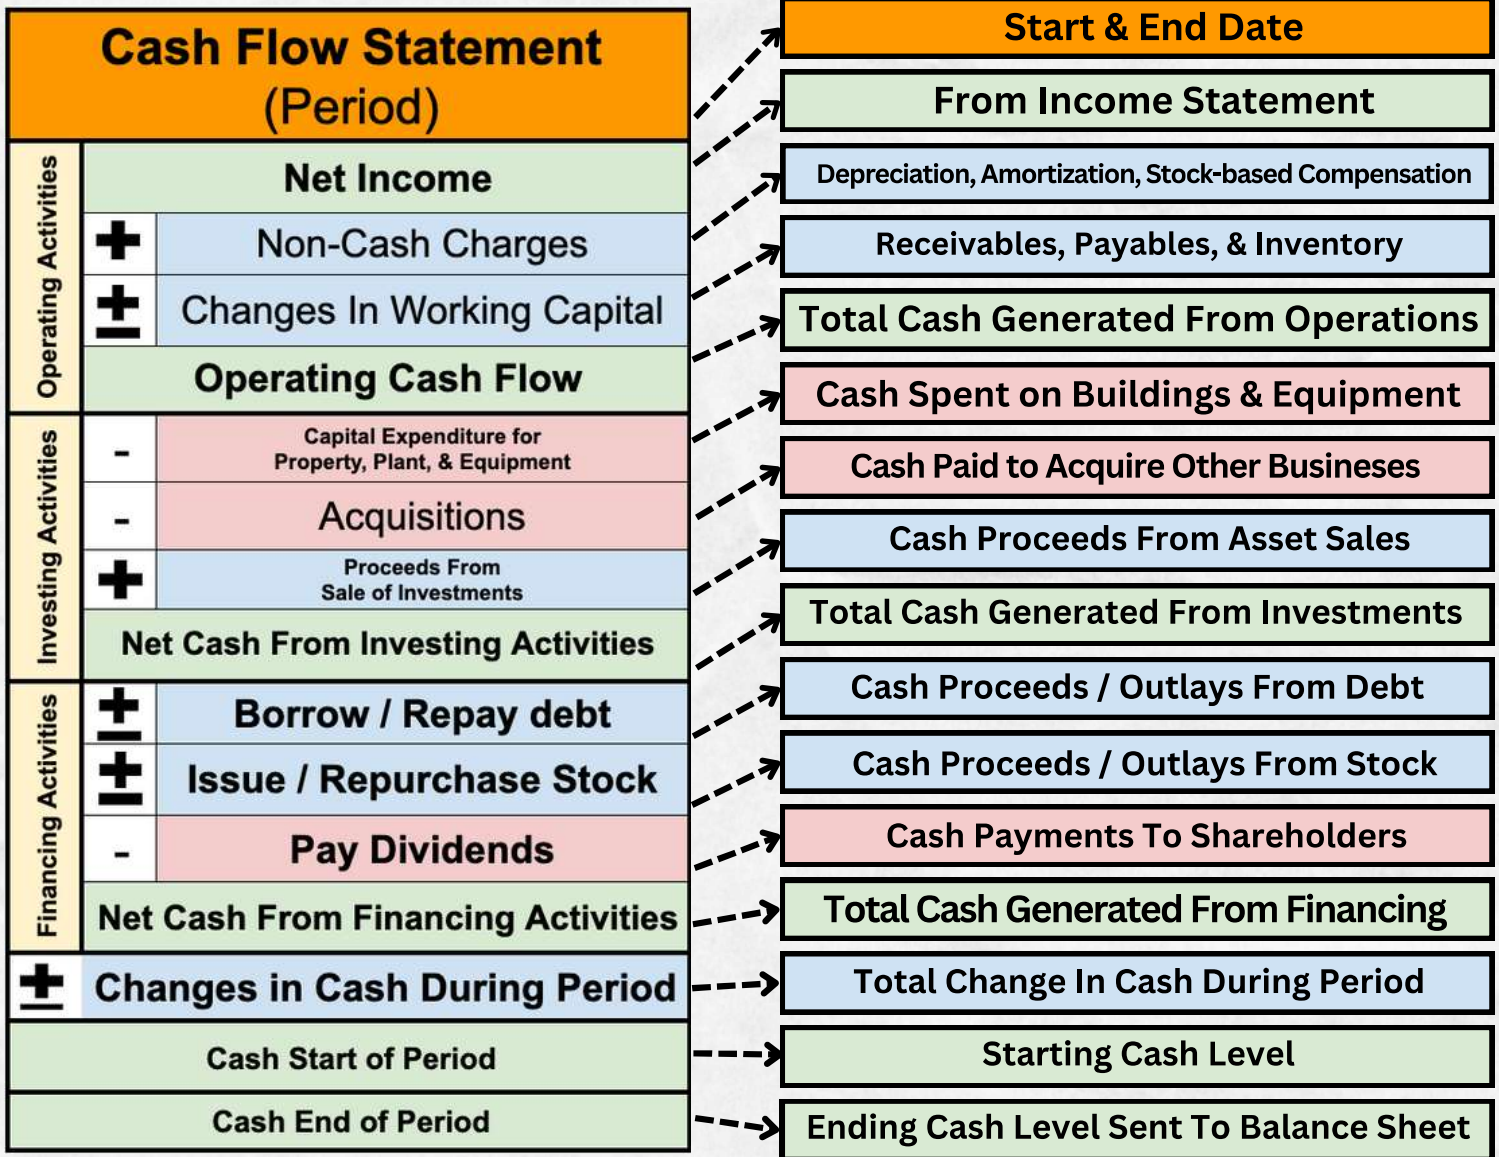 Cash Flow Statement
(Period)
Operating Activities
Net Income
+ Non-Cash Charges
± Changes In Working Capital
Operating Cash Flow
Investing Activities
- Capital Expenditure for
Property, Plant, & Equipment
- Acquisitions
+ Proceeds From
Sale of Investments
Net Cash From Investing Activities
Financing Activities
± Borrow / Repay debt
± Issue / Repurchase Stock
- Pay Dividends
Net Cash From Financing Activities
± Changes in Cash During Period
Cash Start of Period
Cash End of Period
Start & End Date
From Income Statement
Depreciation, Amortization, Stock-based Compensation
Receivables, Payables, & Inventory
Total Cash Generated From Operations
Cash Spent on Buildings & Equipment
Cash Paid to Acquire Other Busineses
Cash Proceeds From Asset Sales
Total Cash Generated From Investments
Cash Proceeds / Outlays From Debt
Cash Proceeds / Outlays From Stock
Cash Payments To Shareholders
Total Cash Generated From Financing
Total Change In Cash During Period
Starting Cash Level
Ending Cash Level Sent To Balance Sheet